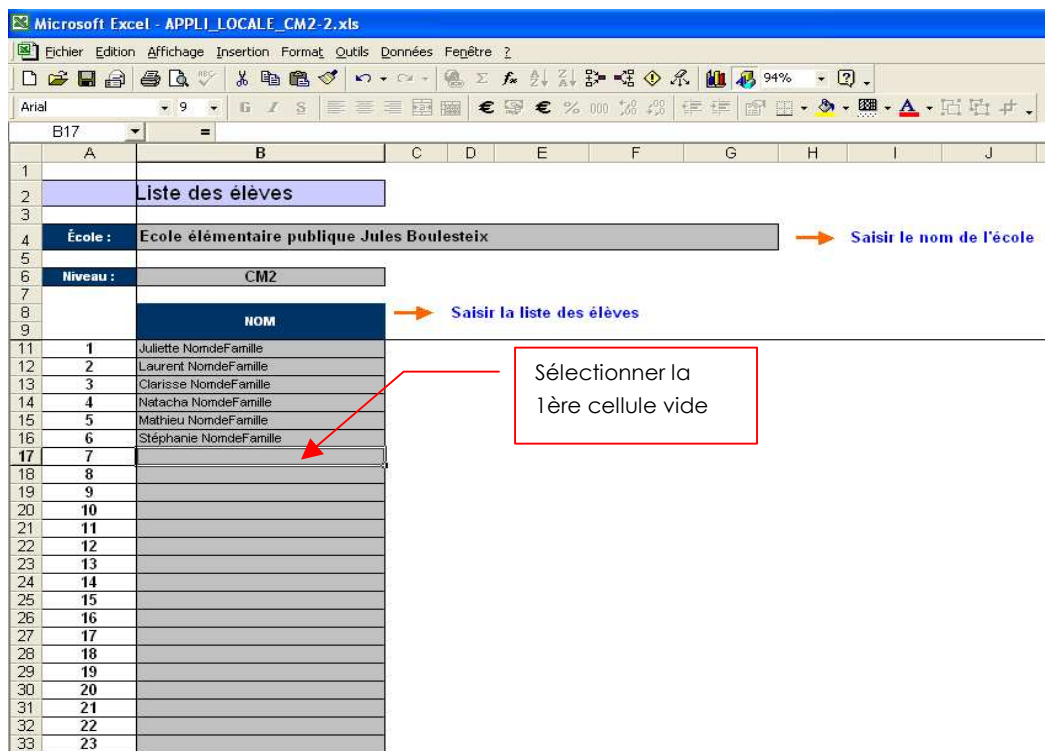 Microsoft Excel - APPLI_LOCALE_CM2-2.xls
Fichier Edition Affichage Insertion Format Outils Données Fenêtre ?
94%
Arial 9 G I S € € % 000
B17 =
A B C D E F G H I J
1
2 Liste des élèves
3
4 École : Ecole élémentaire publique Jules Boulesteix Saisir le nom de l'école
5
6 Niveau : CM2
7
8 Saisir la liste des élèves
9 NOM
11 1 Juliette NomdeFamille
12 2 Laurent NomdeFamille
13 3 Clarisse NomdeFamille
14 4 Natacha NomdeFamille
15 5 Mathieu NomdeFamille
16 6 Stéphanie NomdeFamille
Sélectionner la
1ère cellule vide
17 7
18 8
19 9
20 10
21 11
22 12
23 13
24 14
25 15
26 16
27 17
28 18
29 19
30 20
31 21
32 22
33 23